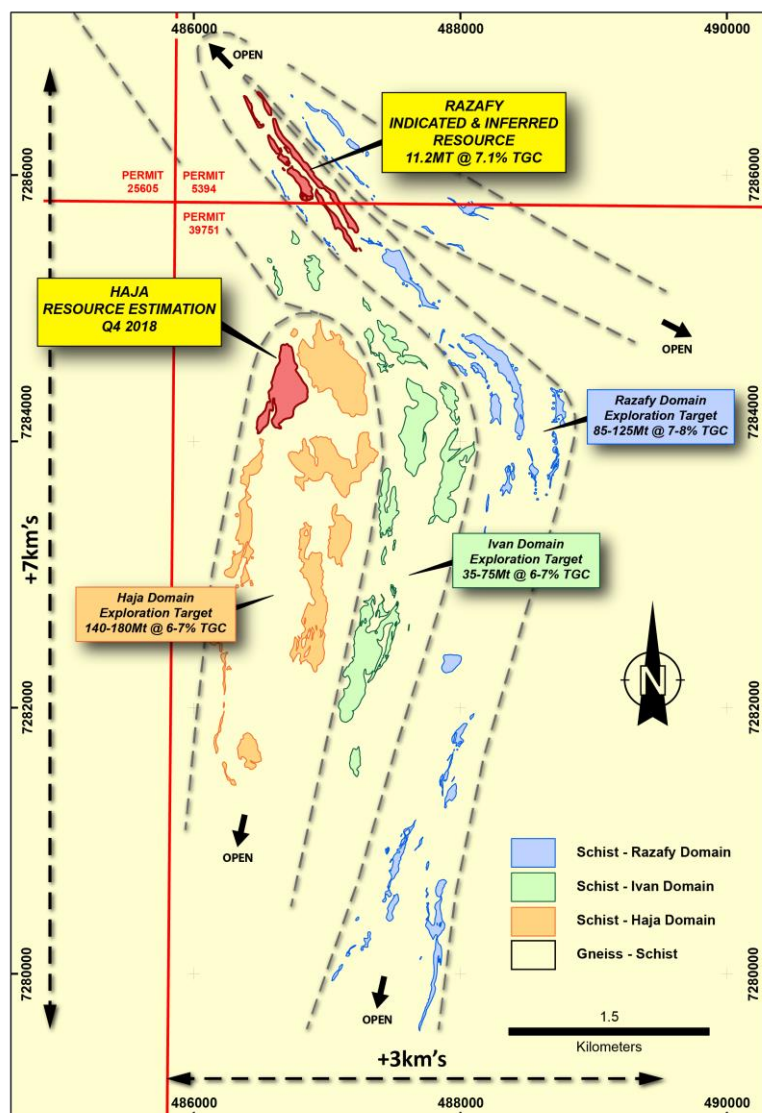 486000
488000
490000
OPEN
RAZAFY
INDICATED & INFERRED
RESOURCE
11.2MT @ 7.1% TGC
7286000
7286000
PERMIT
25605
PERMIT
5394
PERMIT
39751
HAJA
RESOURCE ESTIMATION
Q4 2018
OPEN
7284000
7284000
Razafy Domain
Exploration Target
85-125Mt @ 7-8% TGC
+7km's
Ivan Domain
Exploration Target
35-75Mt @ 6-7% TGC
Haja Domain
Exploration Target
140-180Mt @ 6-7% TGC
N
7282000
7282000
OPEN
Schist - Razafy Domain
Schist - Ivan Domain
Schist - Haja Domain
Gneiss - Schist
7280000
7280000
OPEN
1.5
Kilometers
+3km's
486000
488000
490000